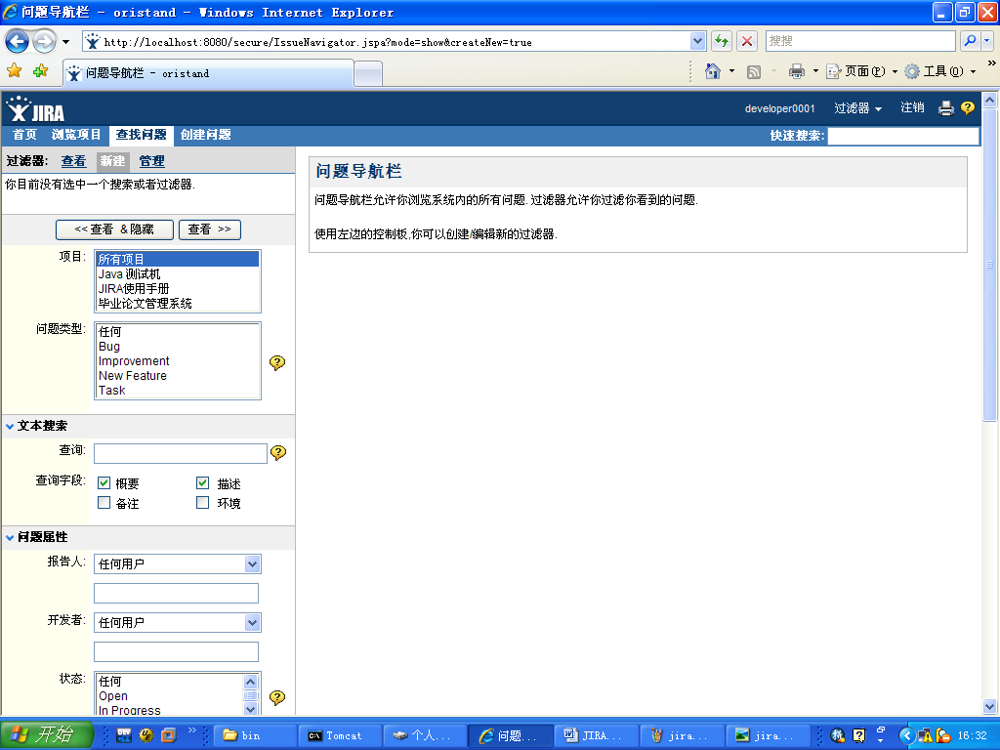 问题导航栏 - oristand - Windows Internet Explorer
http://localhost:8080/secure/IssueNavigator.jspa?mode=show&createNew=true
搜搜
问题导航栏 - oristand
页面(P)
工具(O)
JIRA
developer0001
过滤器
注销
首页 浏览项目 查找问题 创建问题
快速搜索:
过滤器: 查看 新建 管理
你目前没有选中一个搜索或者过滤器.
<< 查看 & 隐藏
查看 >>
项目:
所有项目
Java 测试机
JIRA使用手册
毕业论文管理系统
问题类型:
任何
Bug
Improvement
New Feature
Task
文本搜索
查询:
查询字段:
概要
描述
备注
环境
问题属性
报告人:
任何用户
开发者:
任何用户
状态:
任何
Open
In Progress
问题导航栏
问题导航栏允许你浏览系统内的所有问题. 过滤器允许你过滤你看到的问题.
使用左边的控制板,你可以创建/编辑新的过滤器.
开始
bin
Tomcat
个人...
问题...
JIRA...
jira...
jira...
16:32